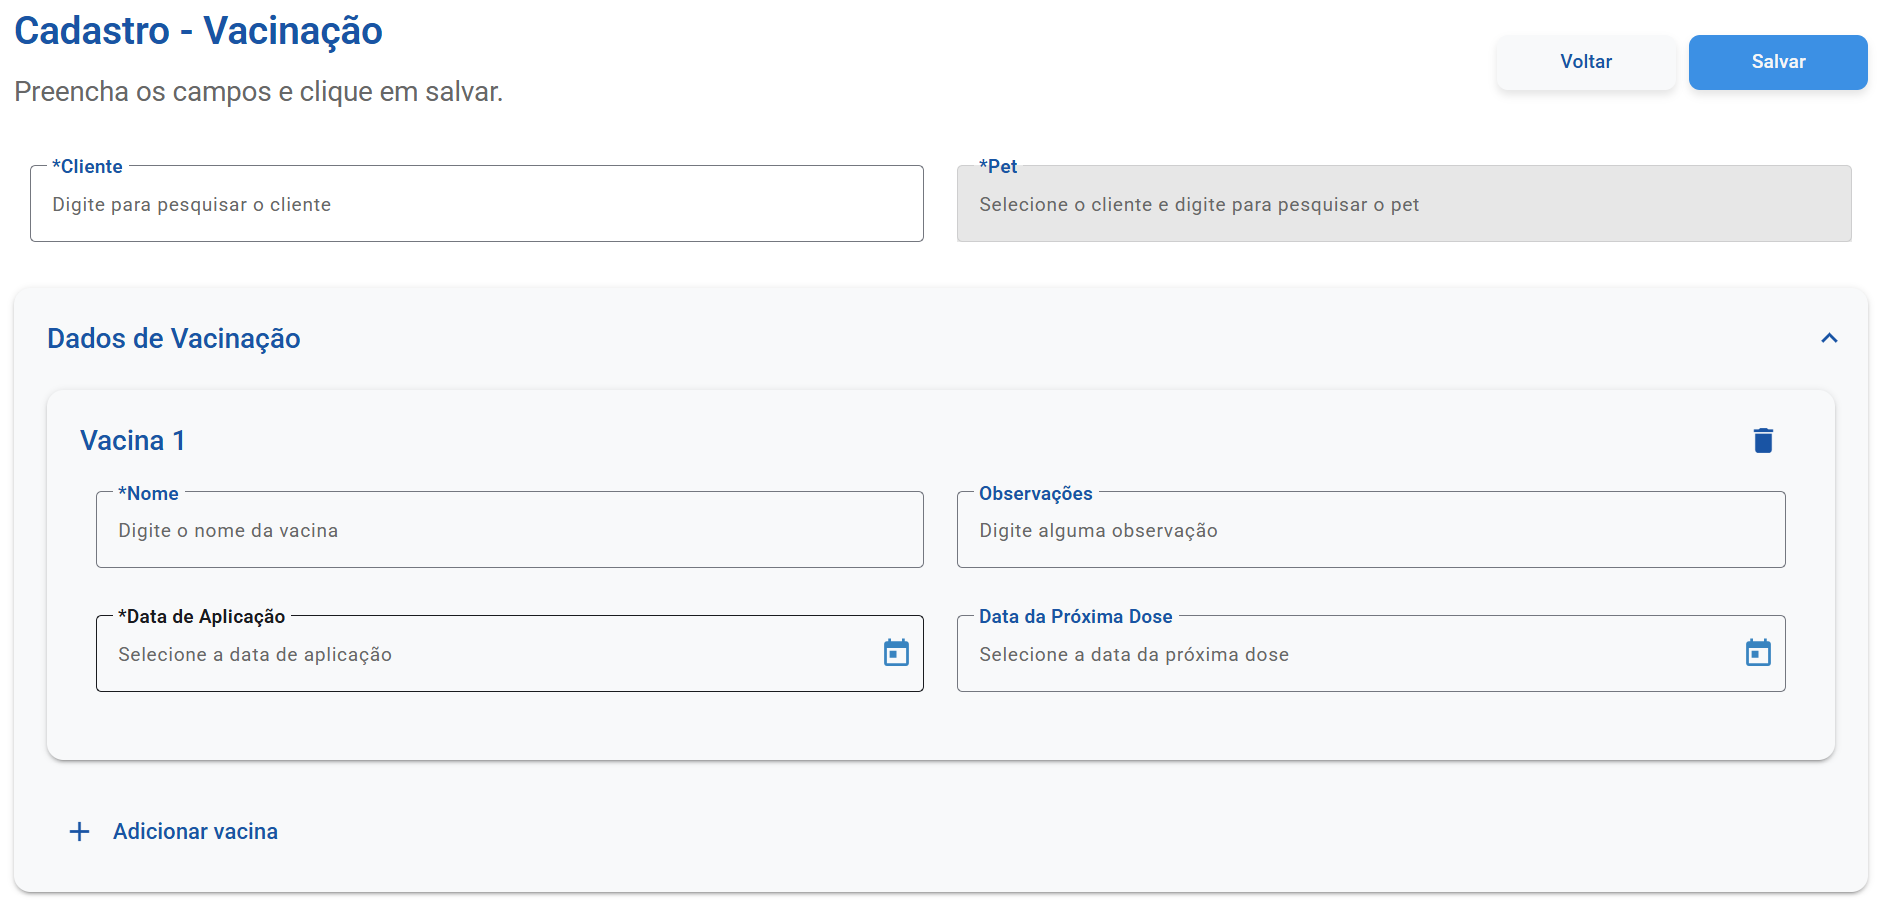 Cadastro - Vacinação
Preencha os campos e clique em salvar.
Voltar
Salvar
*Cliente
Digite para pesquisar o cliente
*Pet
Selecione o cliente e digite para pesquisar o pet
Dados de Vacinação
Vacina 1
*Nome
Digite o nome da vacina
Observações
Digite alguma observação
*Data de Aplicação
Selecione a data de aplicação
Data da Próxima Dose
Selecione a data da próxima dose
Adicionar vacina